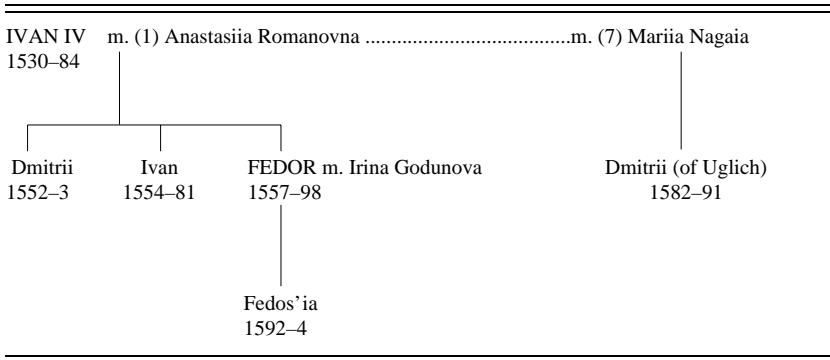 IVAN IV m. (1) Anastasiia Romanovna .......................................m. (7) Mariia Nagaia
1530–84
Dmitrii Ivan FEDOR m. Irina Godunova Dmitrii (of Uglich)
1552–3 1554–81 1557–98 1582–91
Fedos’ia
1592–4